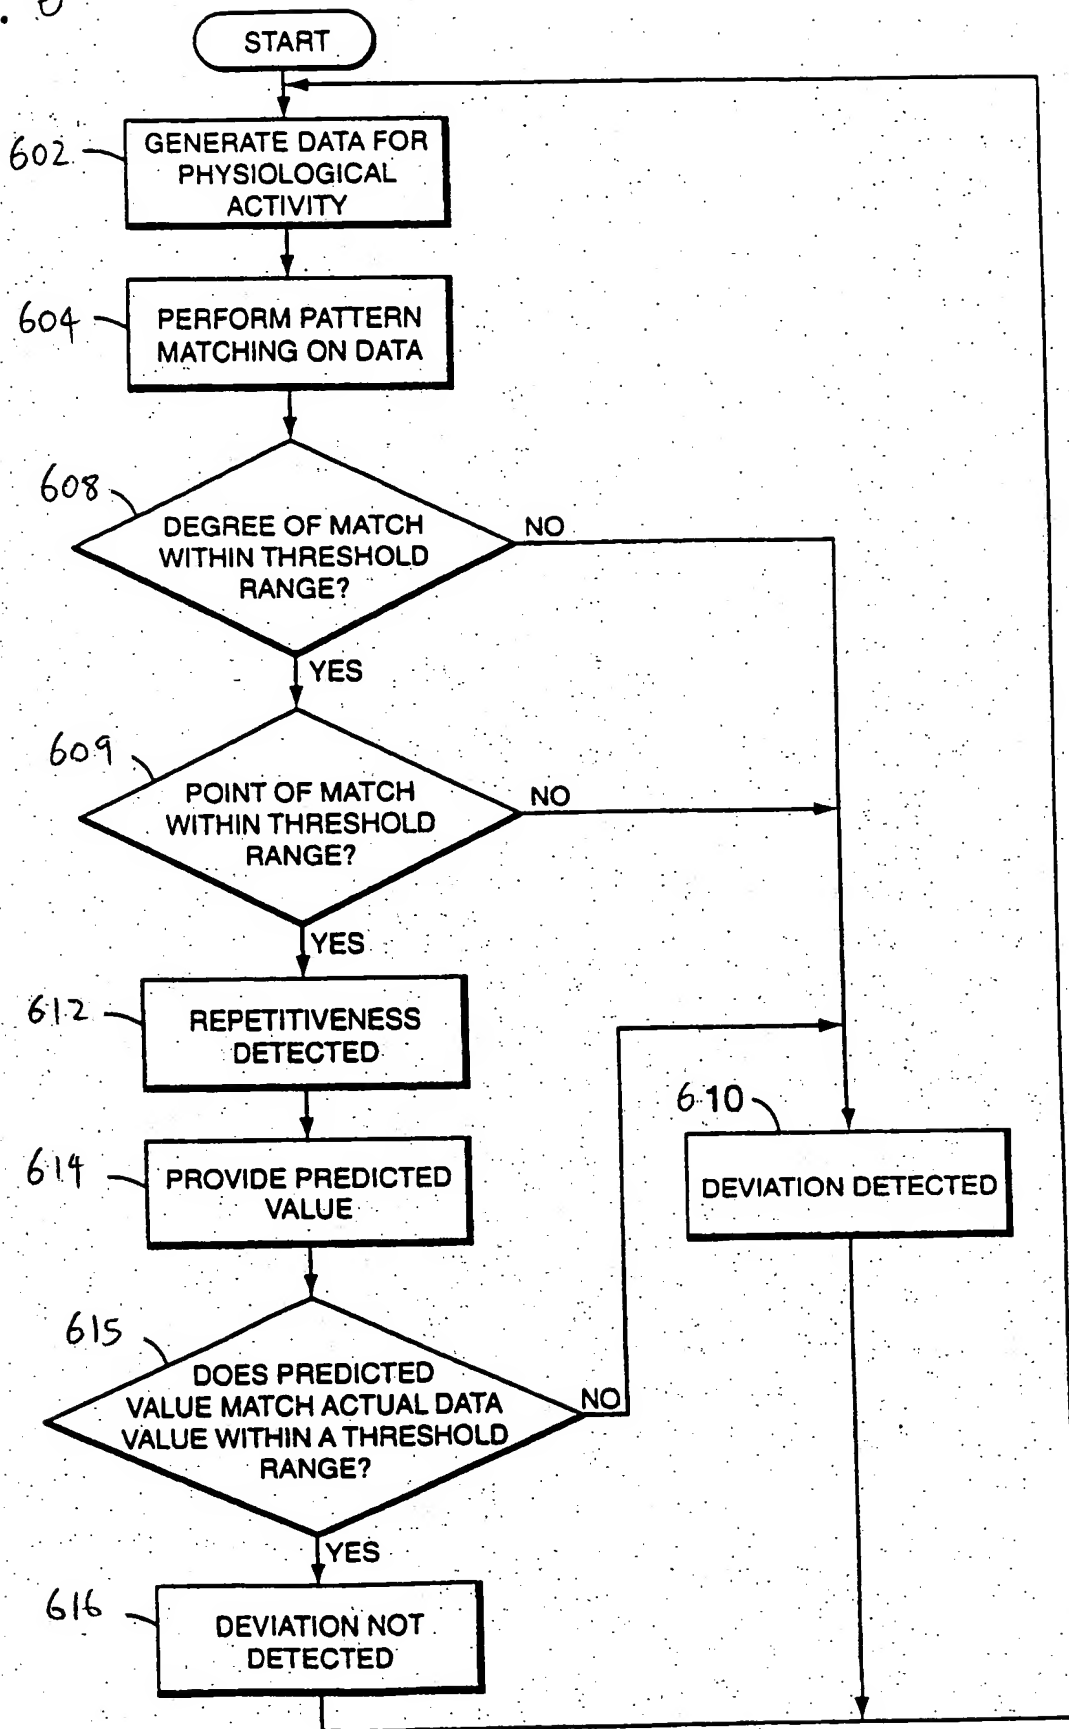 START
602
GENERATE DATA FOR
PHYSIOLOGICAL
ACTIVITY
604
PERFORM PATTERN
MATCHING ON DATA
608
DEGREE OF MATCH
WITHIN THRESHOLD
RANGE?
NO
YES
609
POINT OF MATCH
WITHIN THRESHOLD
RANGE?
NO
YES
612
REPETITIVENESS
DETECTED
610
DEVIATION DETECTED
614
PROVIDE PREDICTED
VALUE
615
DOES PREDICTED
VALUE MATCH ACTUAL DATA
VALUE WITHIN A THRESHOLD
RANGE?
NO
YES
616
DEVIATION NOT
DETECTED